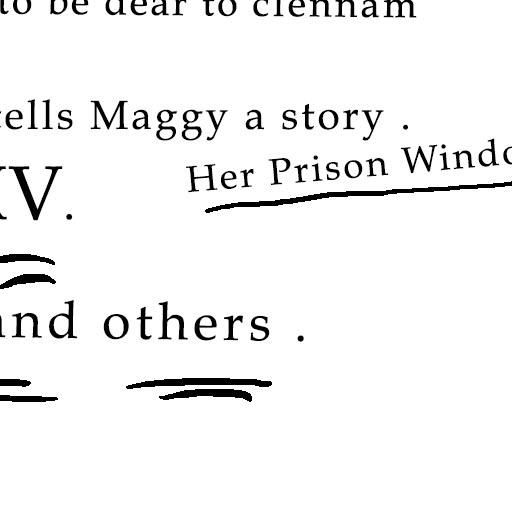 to be dear to clennam
tells Maggy a story .
XV.
Her Prison Windo
and others .